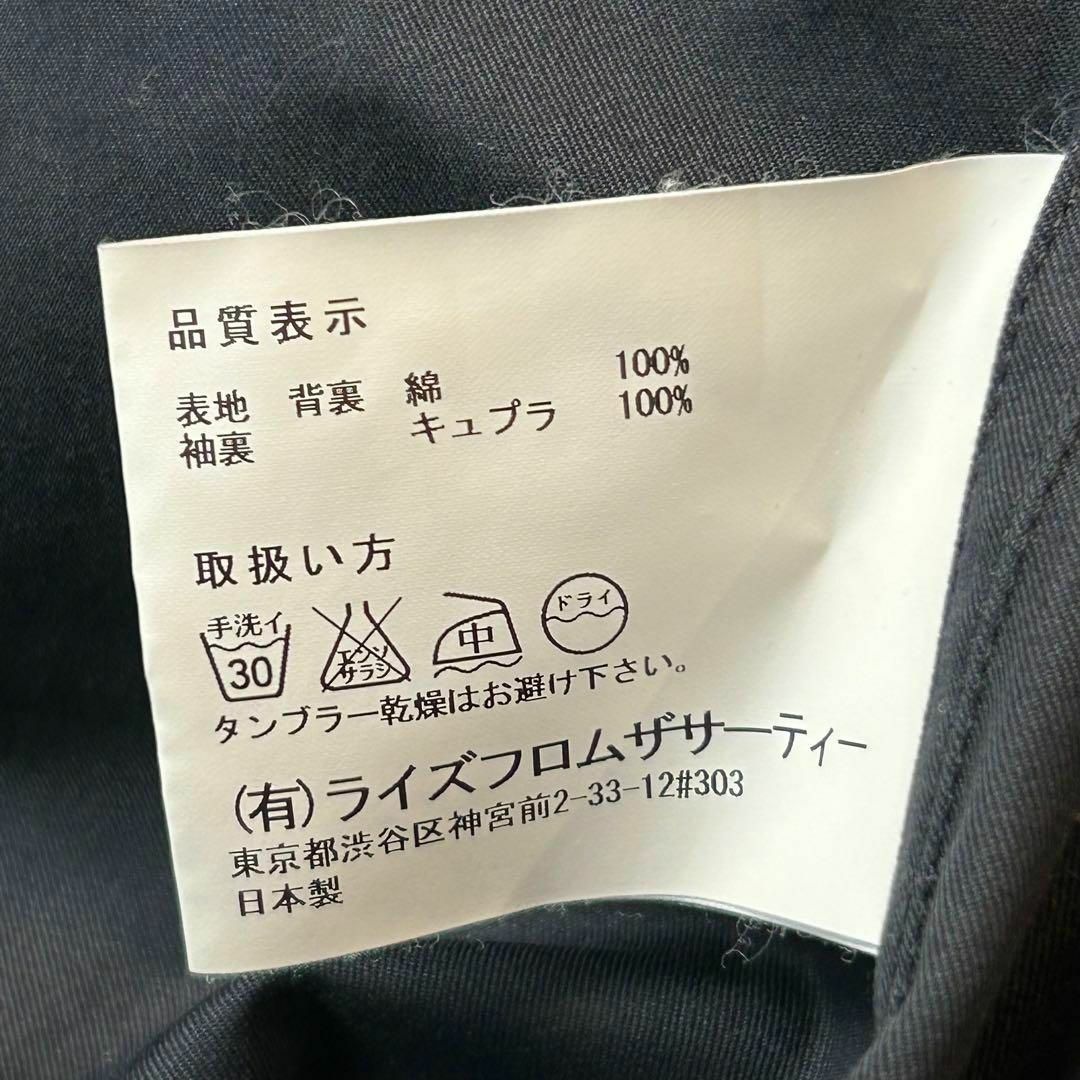 品質表示
表地 背裏 綿 100%
袖裏 キュプラ 100%
取扱い方
手洗イ
30
エンソ
サラシ
中
ドライ
タンブラー乾燥はお避け下さい。
(有)ライズフロムザサーティー
東京都渋谷区神宮前2-33-12#303
日本製